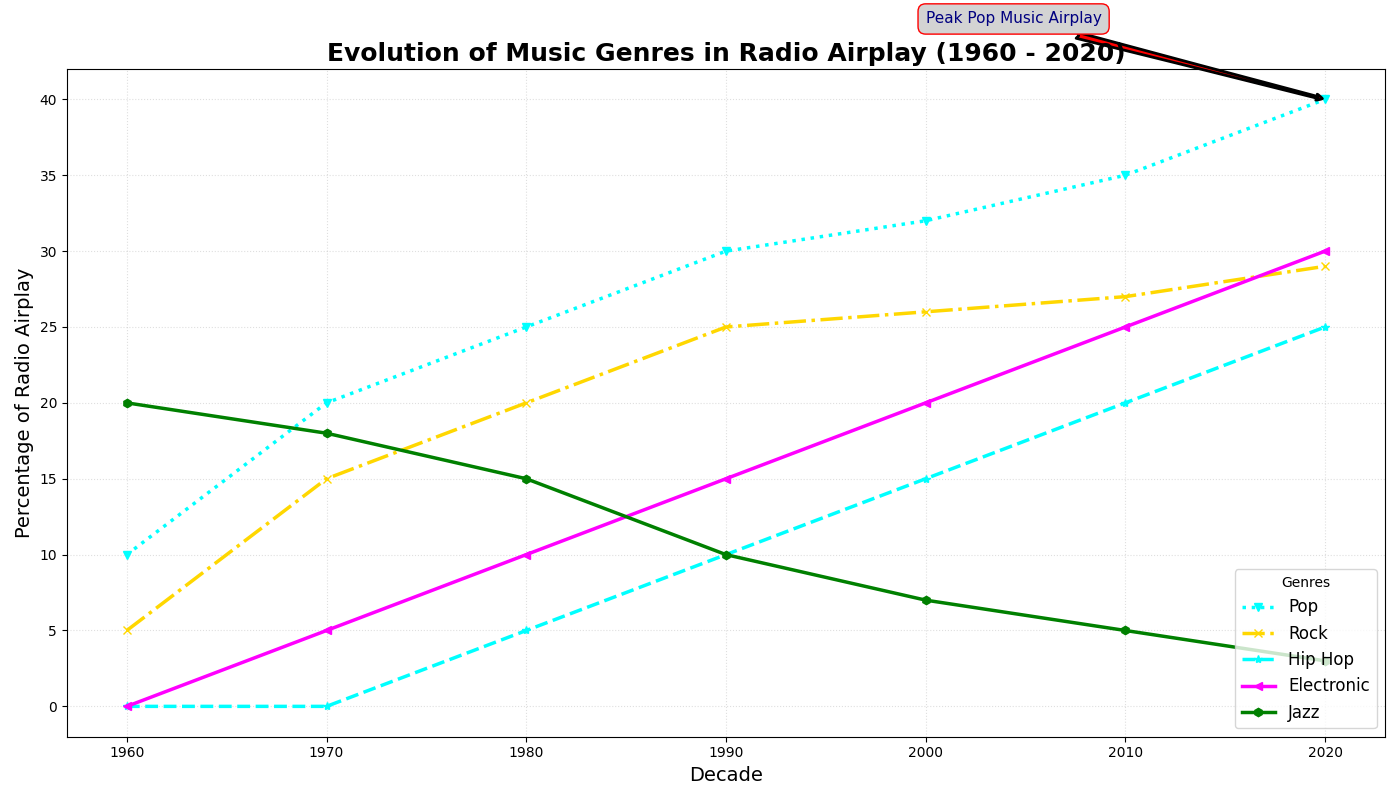 Peak Pop Music Airplay
Evolution of Music Genres in Radio Airplay (1960 - 2020)
Percentage of Radio Airplay
40
35
30
25
20
15
10
5
0
1960 1970 1980 1990 2000 2010 2020
Decade
Genres
Pop
Rock
Hip Hop
Electronic
Jazz